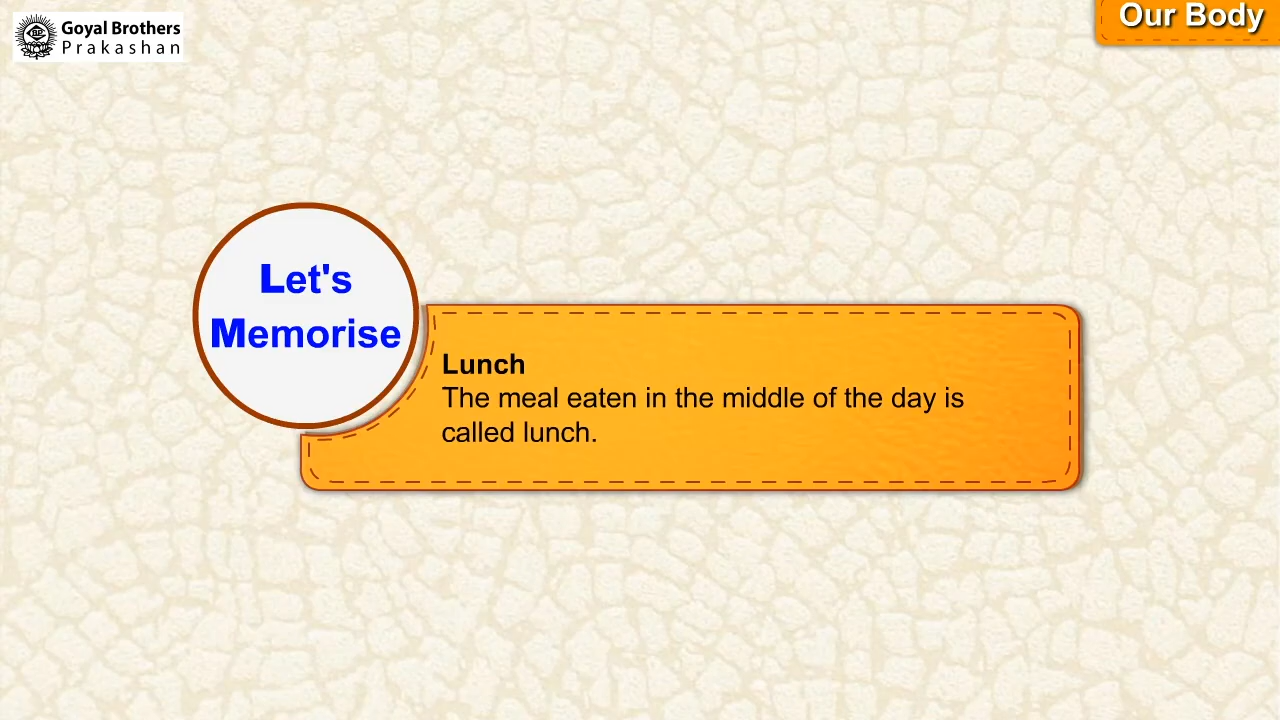 Goyal Brothers
Prakashan
Our Body
Let's
Memorise
Lunch
The meal eaten in the middle of the day is
called lunch.